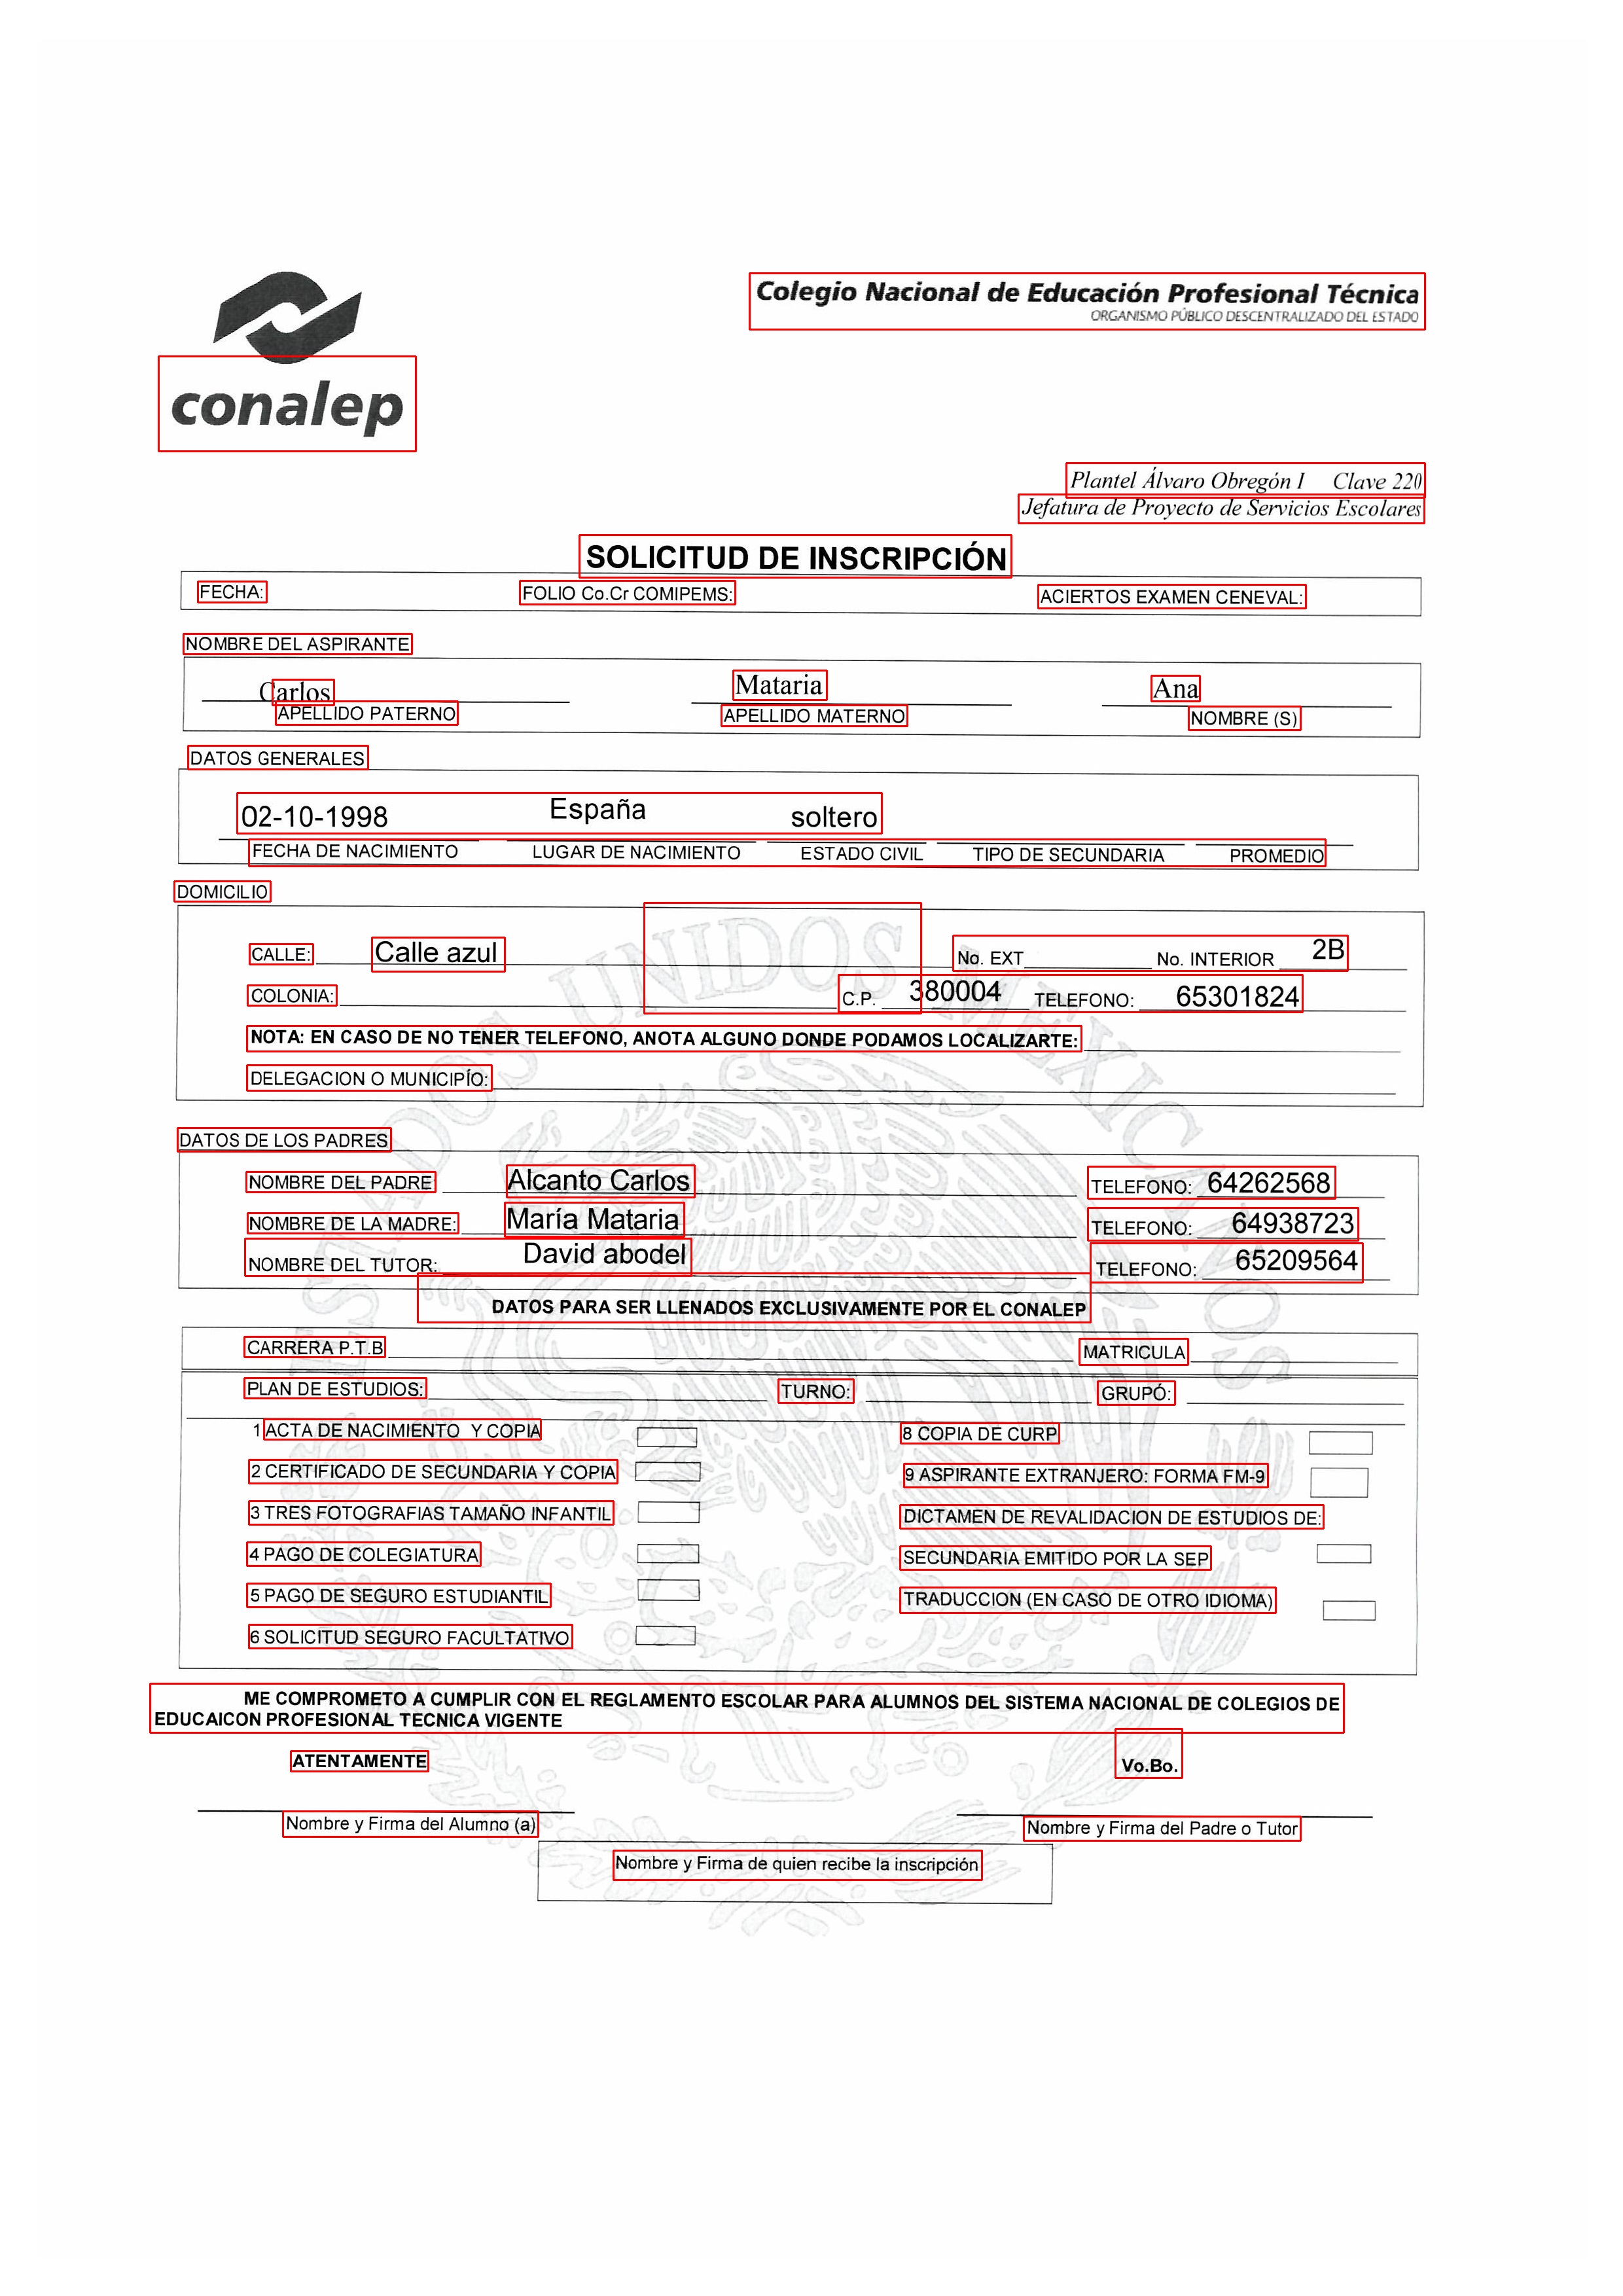 Colegio Nacional de Educación Profesional Técnica
ORGANISMO PÚBLICO DESCENTRALIZADO DEL ESTADO
conalep
Plantel Álvaro Obregón I Clave 220
Jefatura de Proyecto de Servicios Escolares
SOLICITUD DE INSCRIPCIÓN
FECHA: FOLIO Co.Cr COMIPEMS: ACIERTOS EXAMEN CENEVAL:
NOMBRE DEL ASPIRANTE
Carlos Mataria Ana
APELLIDO PATERNO APELLIDO MATERNO NOMBRE (S)
DATOS GENERALES
02-10-1998 España soltero
FECHA DE NACIMIENTO LUGAR DE NACIMIENTO ESTADO CIVIL TIPO DE SECUNDARIA PROMEDIO
DOMICILIO
CALLE: Calle azul No. EXT No. INTERIOR 2B
COLONIA: C.P. 380004 TELEFONO: 65301824
NOTA: EN CASO DE NO TENER TELEFONO, ANOTA ALGUNO DONDE PODAMOS LOCALIZARTE:
DELEGACION O MUNICIPÍO:
DATOS DE LOS PADRES
NOMBRE DEL PADRE Alcanto Carlos TELEFONO: 64262568
NOMBRE DE LA MADRE: María Mataria TELEFONO: 64938723
NOMBRE DEL TUTOR: David abodel TELEFONO: 65209564
DATOS PARA SER LLENADOS EXCLUSIVAMENTE POR EL CONALEP
CARRERA P.T.B MATRICULA
PLAN DE ESTUDIOS: TURNO: GRUPÓ:
1 ACTA DE NACIMIENTO Y COPIA 8 COPIA DE CURP
2 CERTIFICADO DE SECUNDARIA Y COPIA 9 ASPIRANTE EXTRANJERO: FORMA FM-9
3 TRES FOTOGRAFIAS TAMAÑO INFANTIL DICTAMEN DE REVALIDACION DE ESTUDIOS DE:
4 PAGO DE COLEGIATURA SECUNDARIA EMITIDO POR LA SEP
5 PAGO DE SEGURO ESTUDIANTIL TRADUCCION (EN CASO DE OTRO IDIOMA)
6 SOLICITUD SEGURO FACULTATIVO
ME COMPROMETO A CUMPLIR CON EL REGLAMENTO ESCOLAR PARA ALUMNOS DEL SISTEMA NACIONAL DE COLEGIOS DE
EDUCAICON PROFESIONAL TECNICA VIGENTE
ATENTAMENTE Vo.Bo.
Nombre y Firma del Alumno (a) Nombre y Firma del Padre o Tutor
Nombre y Firma de quien recibe la inscripción
ESTADOS UNIDOS MEXICANOS